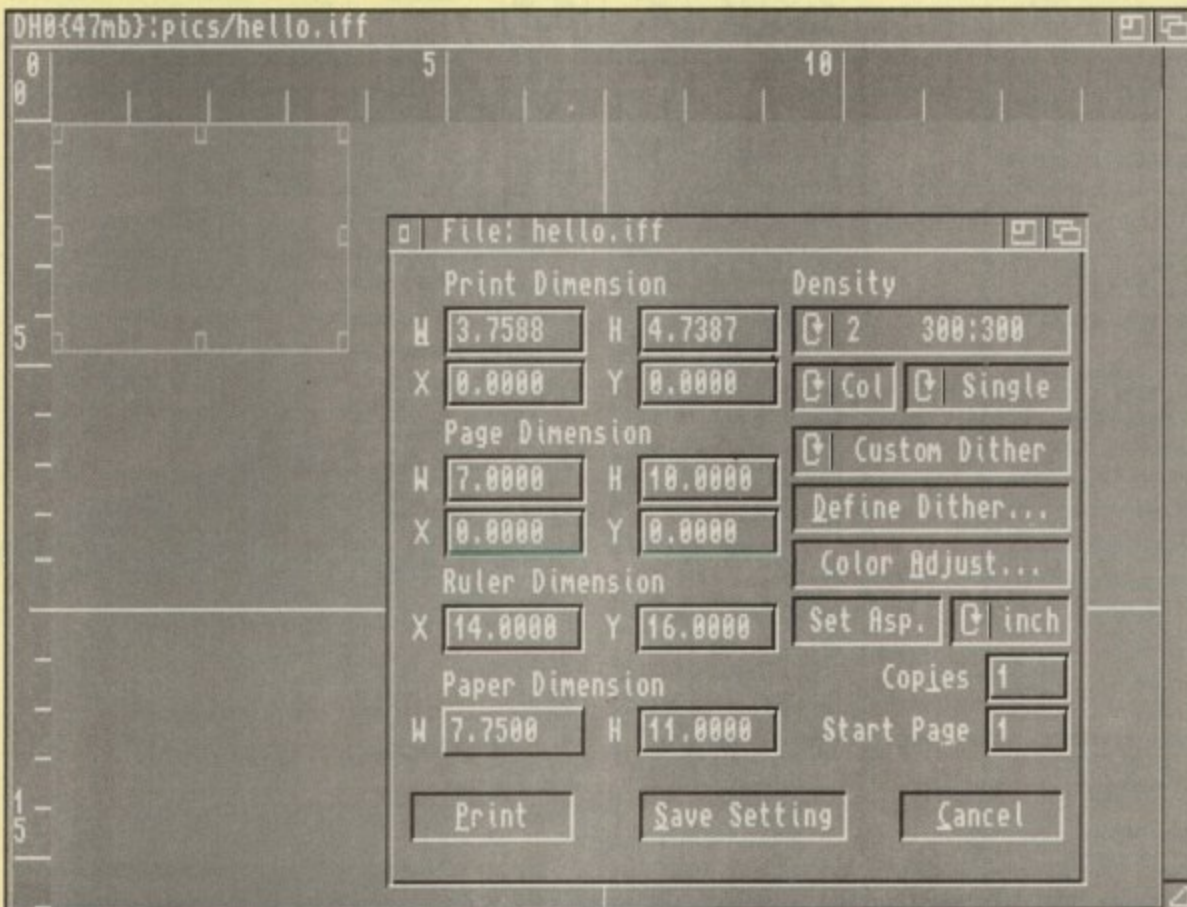 DH0{47mb}:pics/hello.iff
0 5 10
0
File: hello.iff
Print Dimension Density
W 3.7588 H 4.7387 2 300:300
X 0.0000 Y 0.0000 Col Single
Page Dimension
W 7.0000 H 10.0000 Custom Dither
X 0.0000 Y 0.0000 Define Dither...
Ruler Dimension Color Adjust...
X 14.0000 Y 16.0000 Set Asp. inch
Paper Dimension Copies 1
W 7.7500 H 11.0000 Start Page 1
Print Save Setting Cancel
5
15